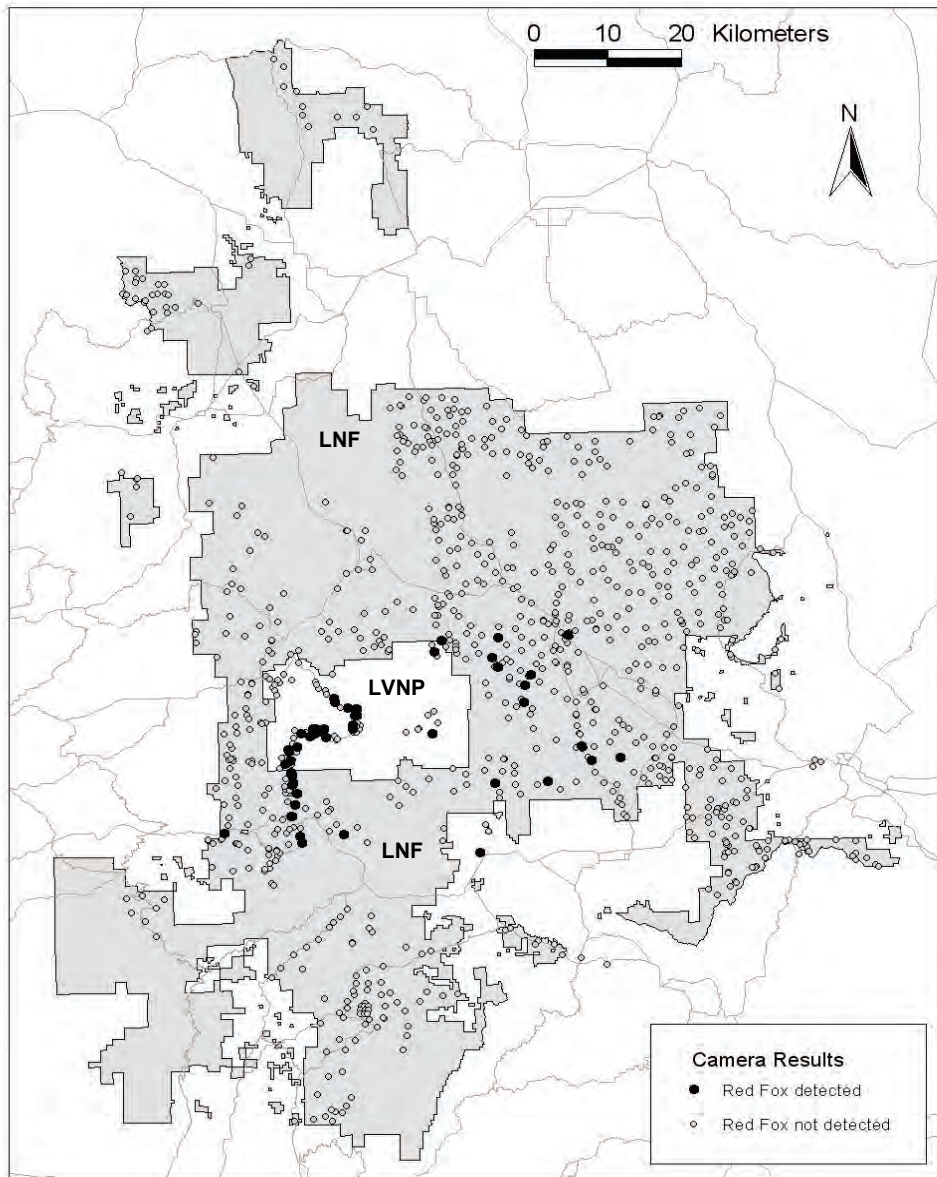 0 10 20 Kilometers
N
LNF
LVNP
LNF
Camera Results
Red Fox detected
Red Fox not detected